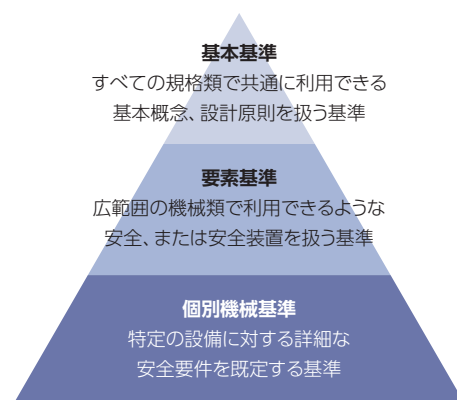 基本基準
すべての規格類で共通に利用できる
基本概念、設計原則を扱う基準
要素基準
広範囲の機械類で利用できるような
安全、または安全装置を扱う基準
個別機械基準
特定の設備に対する詳細な
安全要件を既定する基準